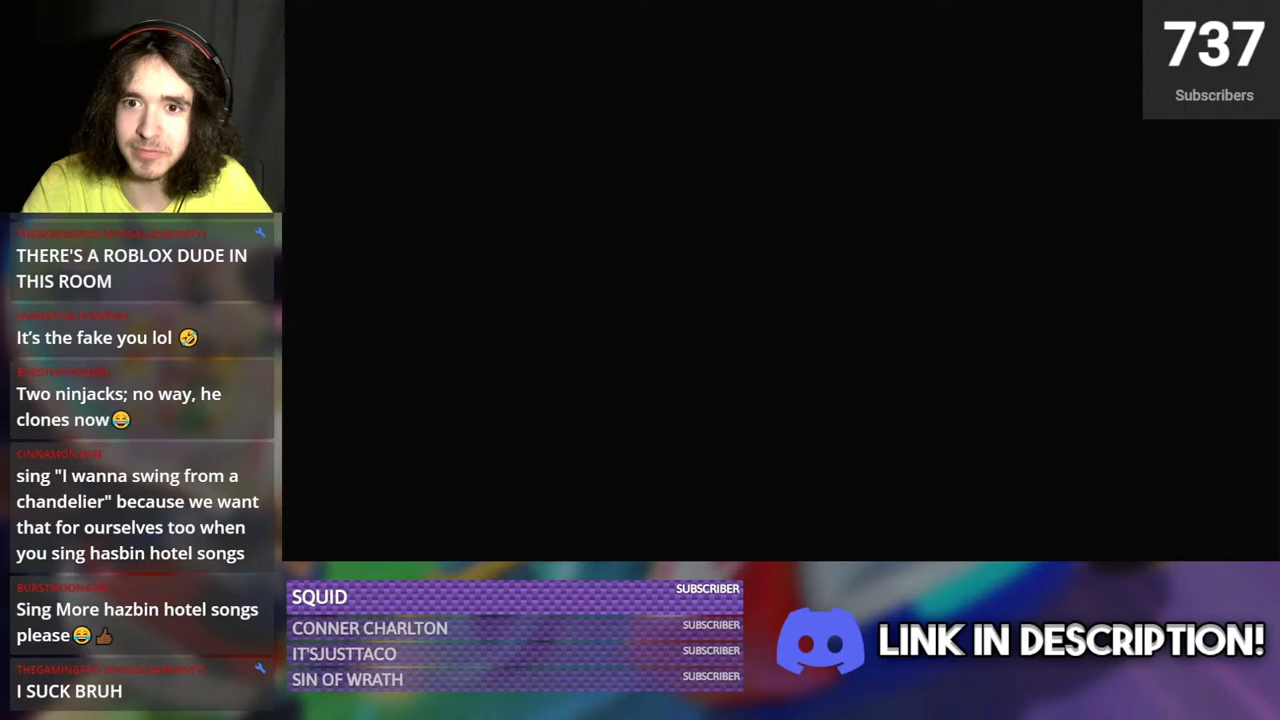 737
Subscribers
THERE'S A ROBLOX DUDE IN
THIS ROOM
It's the fake you lol 🤣
Two ninjacks; no way, he
clones now😂
sing "I wanna swing from a
chandelier" because we want
that for ourselves too when
you sing hasbin hotel songs
Sing More hazbin hotel songs
please😂👍🏾
I SUCK BRUH
SQUID SUBSCRIBER
CONNER CHARLTON SUBSCRIBER
IT'SJUSTTACO SUBSCRIBER
SIN OF WRATH SUBSCRIBER
LINK IN DESCRIPTION!